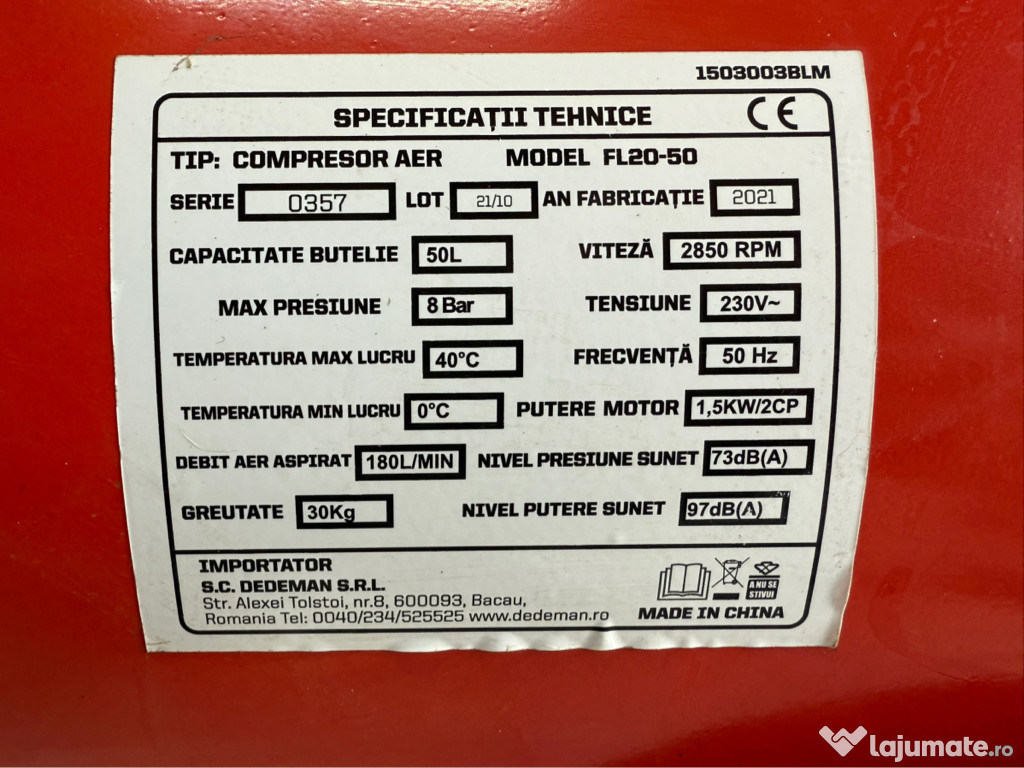 1503003BLM
SPECIFICAȚII TEHNICE CE
TIP: COMPRESOR AER MODEL FL20-50
SERIE 0357 LOT 21/10 AN FABRICAȚIE 2021
CAPACITATE BUTELIE 50L VITEZĂ 2850 RPM
MAX PRESIUNE 8 Bar TENSIUNE 230V~
TEMPERATURA MAX LUCRU 40°C FRECVENȚĂ 50 Hz
TEMPERATURA MIN LUCRU 0°C PUTERE MOTOR 1,5KW/2CP
DEBIT AER ASPIRAT 180L/MIN NIVEL PRESIUNE SUNET 73dB(A)
GREUTATE 30Kg NIVEL PUTERE SUNET 97dB(A)
IMPORTATOR
S.C. DEDEMAN S.R.L.
Str. Alexei Tolstoi, nr.8, 600093, Bacau,
Romania Tel: 0040/234/525525 www.dedeman.ro
A NU SE
STIVUI
MADE IN CHINA
lajumate.ro